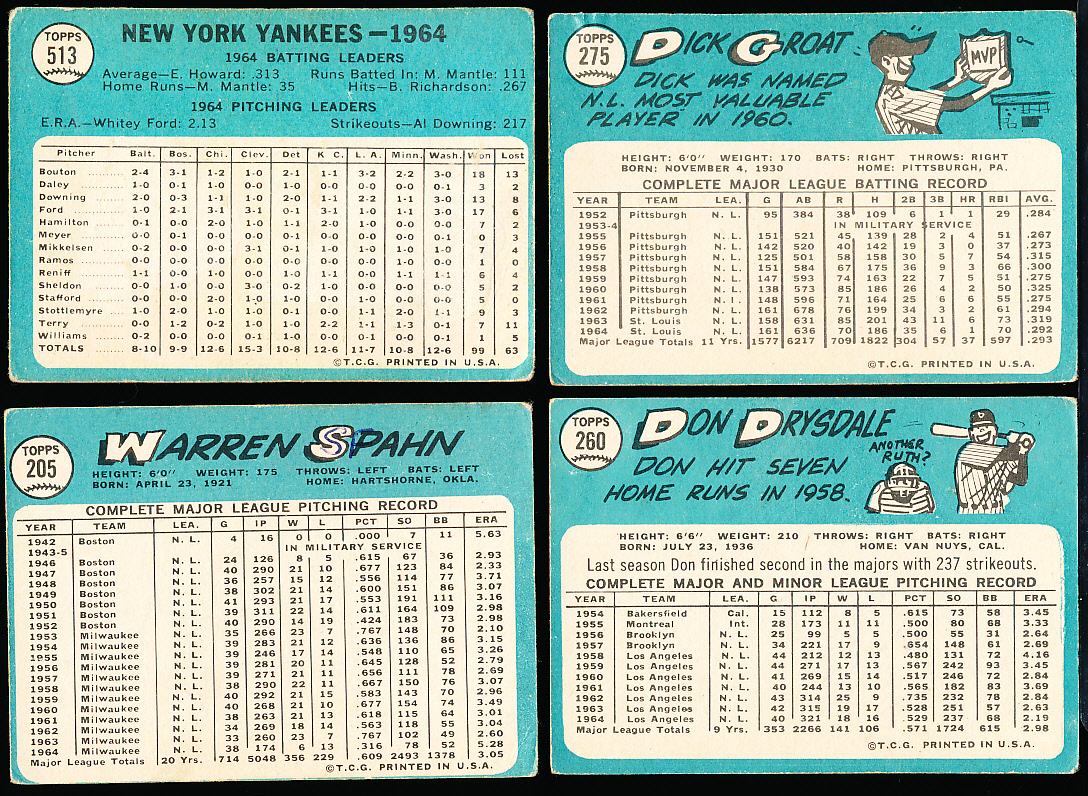 TOPPS
513
NEW YORK YANKEES—1964
1964 BATTING LEADERS
Average—E. Howard: .313 Runs Batted In: M. Mantle: 111
Home Runs—M. Mantle: 35 Hits—B. Richardson: .267
1964 PITCHING LEADERS
E.R.A.—Whitey Ford: 2.13 Strikeouts—Al Downing: 217
Pitcher Balt. Bos. Chi. Clev. Det K C. L. A. Minn. Wash. Won Lost
Bouton 2-4 3-1 1-2 1-0 2-1 1-1 3-2 2-2 3-0 18 13
Daley 1-0 0-1 0-0 1-0 0-0 0-0 0-0 0-0 1-0 3 2
Downing 2-0 0-3 1-1 1-0 2-0 1-1 2-2 1-1 3-0 13 8
Ford 1-0 2-1 3-1 3-1 0-1 3-1 1-0 1-1 3-0 17 6
Hamilton 0-1 0-0 2-0 1-0 1-1 2-0 1-0 0-0 0-0 7 2
Meyer 0-0 0-1 0-0 0-0 0-0 0-0 0-1 0-1 0-0 0 3
Mikkelsen 0-2 0-0 0-0 3-1 0-1 1-0 1-0 1-0 1-0 7 4
Ramos 0-0 0-0 0-0 1-0 0-0 0-0 0-0 0-0 0-0 1 0
Reniff 1-1 1-0 0-0 0-0 1-0 1-0 0-0 1-1 1-1 6 4
Sheldon 0-0 1-0 0-0 3-0 0-2 1-0 0-0 0-0 0-0 5 2
Stafford 0-0 0-0 2-0 1-0 1-0 0-0 0-0 1-0 0-0 5 0
Stottlemyre 1-0 2-0 1-0 1-0 1-0 0-0 1-1 2-0 1-1 9 3
Terry 0-0 1-2 0-2 0-1 1-0 2-2 1-1 1-3 0-1 7 11
Williams 0-2 0-0 0-0 0-0 1-0 0-1 0-1 0-0 0-0 1 5
TOTALS 8-10 9-9 12-6 15-3 10-8 12-6 11-7 10-8 12-6 99 63
©T.C.G. PRINTED IN U.S.A.
TOPPS
275
DICK GROAT
DICK WAS NAMED
N.L. MOST VALUABLE
PLAYER IN 1960.
MVP
HEIGHT: 6'0" WEIGHT: 170 BATS: RIGHT THROWS: RIGHT
BORN: NOVEMBER 4, 1930 HOME: PITTSBURGH, PA.
COMPLETE MAJOR LEAGUE BATTING RECORD
YEAR TEAM LEA. G AB R H 2B 3B HR RBI AVG.
1952 Pittsburgh N. L. 95 384 38 109 6 1 1 29 .284
1953-4 IN MILITARY SERVICE
1955 Pittsburgh N. L. 151 521 45 139 28 2 4 51 .267
1956 Pittsburgh N. L. 142 520 40 142 19 3 0 37 .273
1957 Pittsburgh N. L. 125 501 58 158 30 5 7 54 .315
1958 Pittsburgh N. L. 151 584 67 175 36 9 3 66 .300
1959 Pittsburgh N. L. 147 593 74 163 22 7 5 51 .275
1960 Pittsburgh N. L. 138 573 85 186 26 4 2 50 .325
1961 Pittsburgh N. L. 148 596 71 164 25 6 6 55 .275
1962 Pittsburgh N. L. 161 678 76 199 34 3 2 61 .294
1963 St. Louis N. L. 158 631 85 201 43 11 6 73 .319
1964 St. Louis N. L. 161 636 70 186 35 6 1 70 .292
Major League Totals 11 Yrs. 1577 6217 709 1822 304 57 37 597 .293
©T.C.G. PRINTED IN U.S.A.
TOPPS
205
WARREN SPAHN
HEIGHT: 6'0" WEIGHT: 175 THROWS: LEFT BATS: LEFT
BORN: APRIL 23, 1921 HOME: HARTSHORNE, OKLA.
COMPLETE MAJOR LEAGUE PITCHING RECORD
YEAR TEAM LEA. G IP W L PCT SO BB ERA
1942 Boston N. L. 4 16 0 0 .000 7 11 5.63
1943-5 IN MILITARY SERVICE
1946 Boston N. L. 24 126 8 5 .615 67 36 2.93
1947 Boston N. L. 40 290 21 10 .677 123 84 2.33
1948 Boston N. L. 36 257 15 12 .556 114 77 3.71
1949 Boston N. L. 38 302 21 14 .600 151 86 3.07
1950 Boston N. L. 41 293 21 17 .553 191 111 3.16
1951 Boston N. L. 39 311 22 14 .611 164 109 2.98
1952 Boston N. L. 40 290 14 19 .424 183 73 2.98
1953 Milwaukee N. L. 35 266 23 7 .767 148 70 2.10
1954 Milwaukee N. L. 39 283 21 12 .636 136 86 3.15
1955 Milwaukee N. L. 39 246 17 14 .548 110 65 3.26
1956 Milwaukee N. L. 39 281 20 11 .645 128 52 2.79
1957 Milwaukee N. L. 39 271 21 11 .656 111 78 2.69
1958 Milwaukee N. L. 38 290 22 11 .667 150 76 3.07
1959 Milwaukee N. L. 40 292 21 15 .583 143 70 2.96
1960 Milwaukee N. L. 40 268 21 10 .677 154 74 3.49
1961 Milwaukee N. L. 38 263 21 13 .618 115 64 3.01
1962 Milwaukee N. L. 34 269 18 14 .563 118 55 3.04
1963 Milwaukee N. L. 33 260 23 7 .767 102 49 2.60
1964 Milwaukee N. L. 38 174 6 13 .316 78 52 5.28
Major League Totals 20 Yrs. 714 5048 356 229 .609 2493 1378 3.05
©T.C.G. PRINTED IN U.S.A.
TOPPS
260
DON DRYSDALE
DON HIT SEVEN
HOME RUNS IN 1958.
ANOTHER
RUTH?
HEIGHT: 6'6" WEIGHT: 210 THROWS: RIGHT BATS: RIGHT
BORN: JULY 23, 1936 HOME: VAN NUYS, CAL.
Last season Don finished second in the majors with 237 strikeouts.
COMPLETE MAJOR AND MINOR LEAGUE PITCHING RECORD
YEAR TEAM LEA. G IP W L PCT SO BB ERA
1954 Bakersfield Cal. 15 112 8 5 .615 73 58 3.45
1955 Montreal Int. 28 173 11 11 .500 80 68 3.33
1956 Brooklyn N. L. 25 99 5 5 .500 55 31 2.64
1957 Brooklyn N. L. 34 221 17 9 .654 148 61 2.69
1958 Los Angeles N. L. 44 212 12 13 .480 131 72 4.16
1959 Los Angeles N. L. 44 271 17 13 .567 242 93 3.45
1960 Los Angeles N. L. 41 269 15 14 .517 246 72 2.84
1961 Los Angeles N. L. 40 244 13 10 .565 182 83 3.69
1962 Los Angeles N. L. 43 314 25 9 .735 232 78 2.84
1963 Los Angeles N. L. 42 315 19 17 .528 251 57 2.63
1964 Los Angeles N. L. 40 321 18 16 .529 237 68 2.19
Major League Totals 9 Yrs. 353 2266 141 106 .571 1724 615 2.98
©T.C.G. PRINTED IN U.S.A.